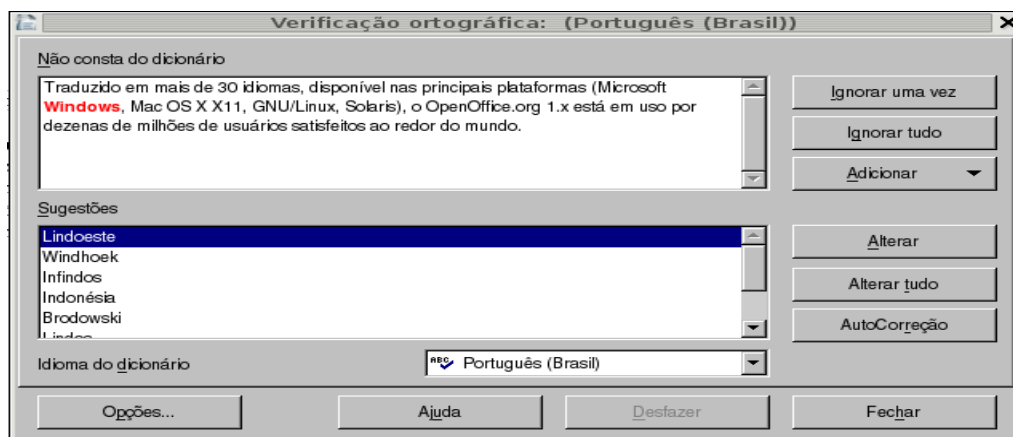 Verificação ortográfica: (Português (Brasil))
Não consta do dicionário
Traduzido em mais de 30 idiomas, disponível nas principais plataformas (Microsoft
Windows, Mac OS X X11, GNU/Linux, Solaris), o OpenOffice.org 1.x está em uso por
dezenas de milhões de usuários satisfeitos ao redor do mundo.
Ignorar uma vez
Ignorar tudo
Adicionar
Sugestões
Lindoeste
Windhoek
Infindos
Indonésia
Brodowski
Alterar
Alterar tudo
AutoCorreção
Idioma do dicionário
ABC Português (Brasil)
Opções...
Ajuda
Desfazer
Fechar